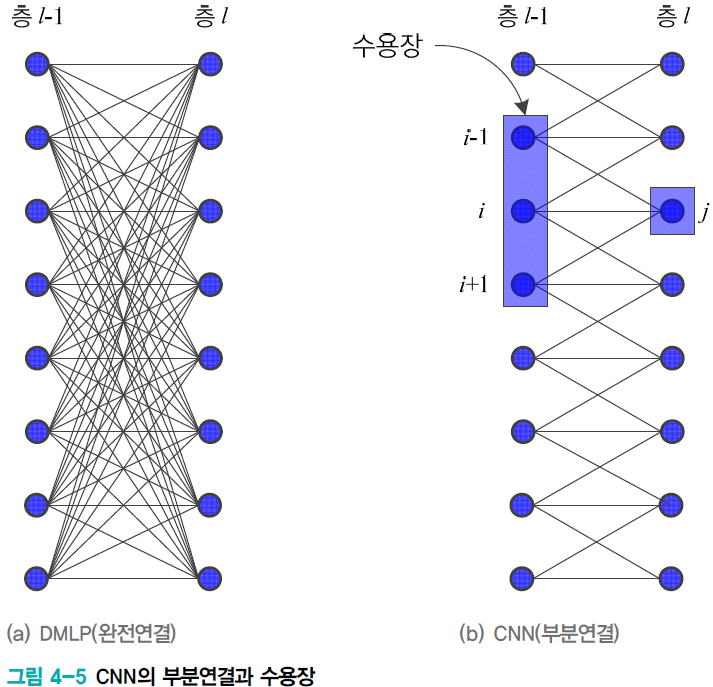 층 l-1
층 l
층 l-1
층 l
수용장
i-1
i
j
i+1
(a) DMLP(완전연결)
(b) CNN(부분연결)
그림 4-5 CNN의 부분연결과 수용장